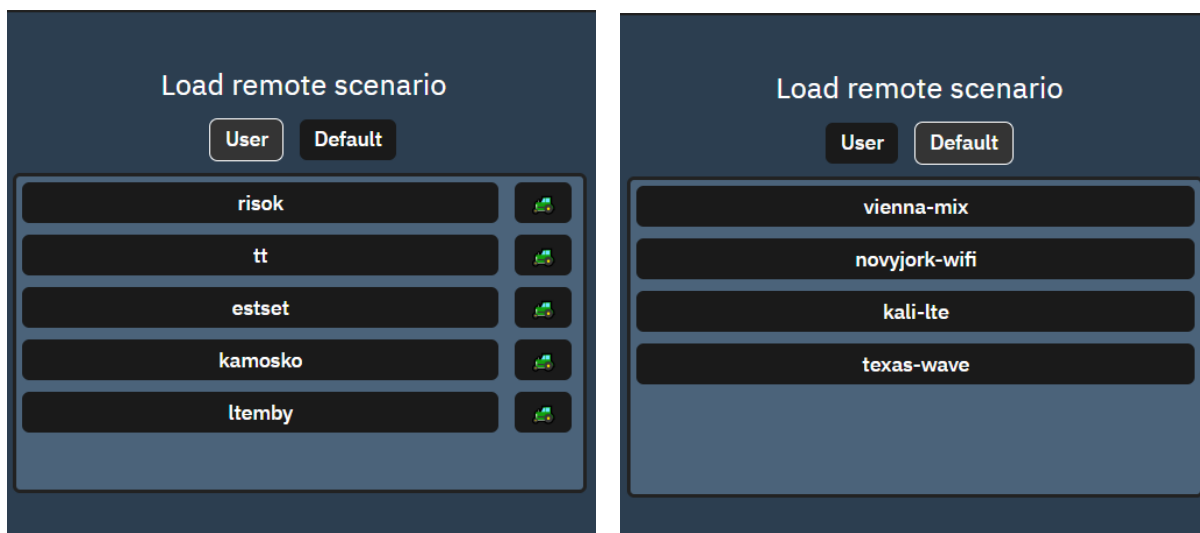 Load remote scenario
User Default
risok
tt
estset
kamosko
ltemby
Load remote scenario
User Default
vienna-mix
novyjork-wifi
kali-lte
texas-wave